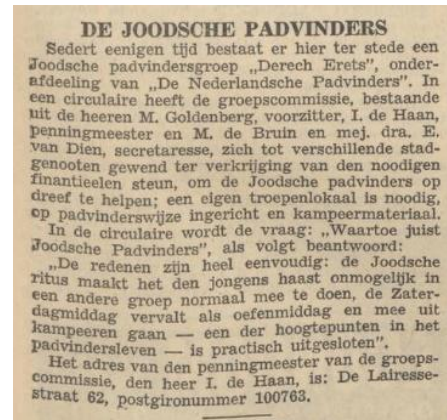 DE JOODSCHE PADVINDERS
Sedert eenigen tijd bestaat er hier ter stede een
Joodsche padvindersgroep „Derech Erets”, onder-
afdeeling van „De Nederlandsche Padvinders”. In
een circulaire heeft de groepscommissie, bestaande
uit de heeren M. Goldenberg, voorzitter, I. de Haan,
penningmeester en M. de Bruin en mej. dra. E.
van Dien, secretaresse, zich tot verschillende stad-
genooten gewend ter verkrijging van den noodigen
finantieelen steun, om de Joodsche padvinders op
dreef te helpen; een eigen troepenlokaal is noodig,
op padvinderswijze ingericht en kampeermateriaal.
In de circulaire wordt de vraag: „Waartoe juist
Joodsche Padvinders”, als volgt beantwoord:
„De redenen zijn heel eenvoudig: de Joodsche
ritus maakt het den jongens haast onmogelijk in
een andere groep normaal mee te doen, de Zater-
dagmiddag vervalt als oefenmiddag en mee uit
kampeeren gaan — een der hoogtepunten in het
padvindersleven — is practisch uitgesloten”.
Het adres van den penningmeester van de groeps-
commissie, den heer I. de Haan, is: De Lairesse-
straat 62, postgironummer 100763.